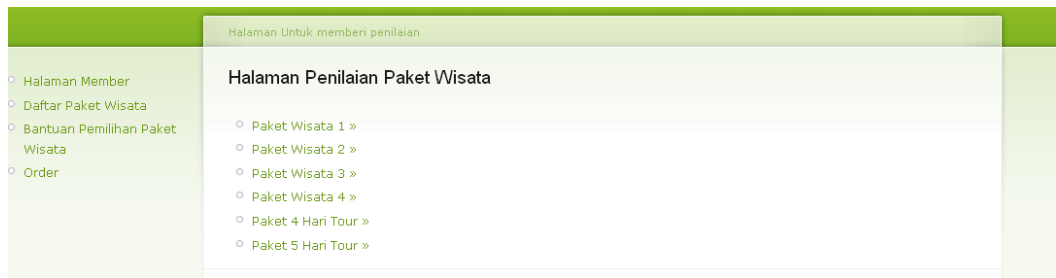 Halaman Untuk memberi penilaian
Halaman Member
Daftar Paket Wisata
Bantuan Pemilihan Paket
Wisata
Order
Halaman Penilaian Paket Wisata
Paket Wisata 1 »
Paket Wisata 2 »
Paket Wisata 3 »
Paket Wisata 4 »
Paket 4 Hari Tour »
Paket 5 Hari Tour »